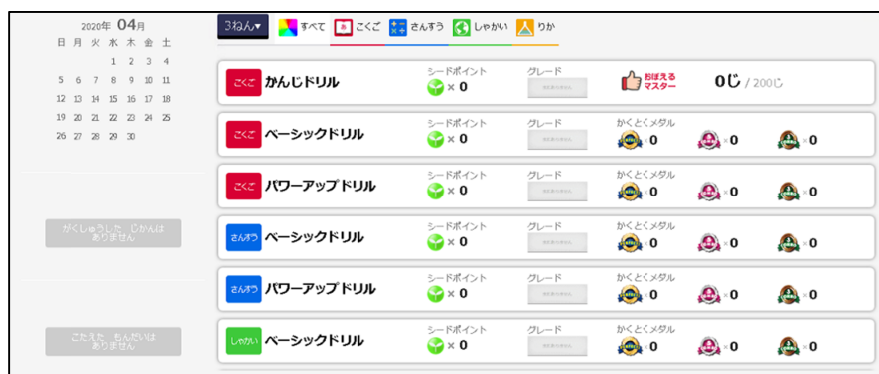 2020年 04月
日 月 火 水 木 金 土
1 2 3 4
5 6 7 8 9 10 11
12 13 14 15 16 17 18
19 20 21 22 23 24 25
26 27 28 29 30
がくしゅうした じかんは
ありません
こたえた もんだいは
ありません
3ねん▾ すべて あ こくご さんすう しゃかい りか
シードポイント グレード
こくご かんじドリル × 0 おぼえる マスター 0じ / 200じ
シードポイント グレード かくとくメダル
こくご ベーシックドリル × 0 × 0 × 0 × 0
シードポイント グレード かくとくメダル
こくご パワーアップドリル × 0 × 0 × 0 × 0
シードポイント グレード かくとくメダル
さんすう ベーシックドリル × 0 × 0 × 0 × 0
シードポイント グレード かくとくメダル
さんすう パワーアップドリル × 0 × 0 × 0 × 0
シードポイント グレード かくとくメダル
しゃかい ベーシックドリル × 0 × 0 × 0 × 0